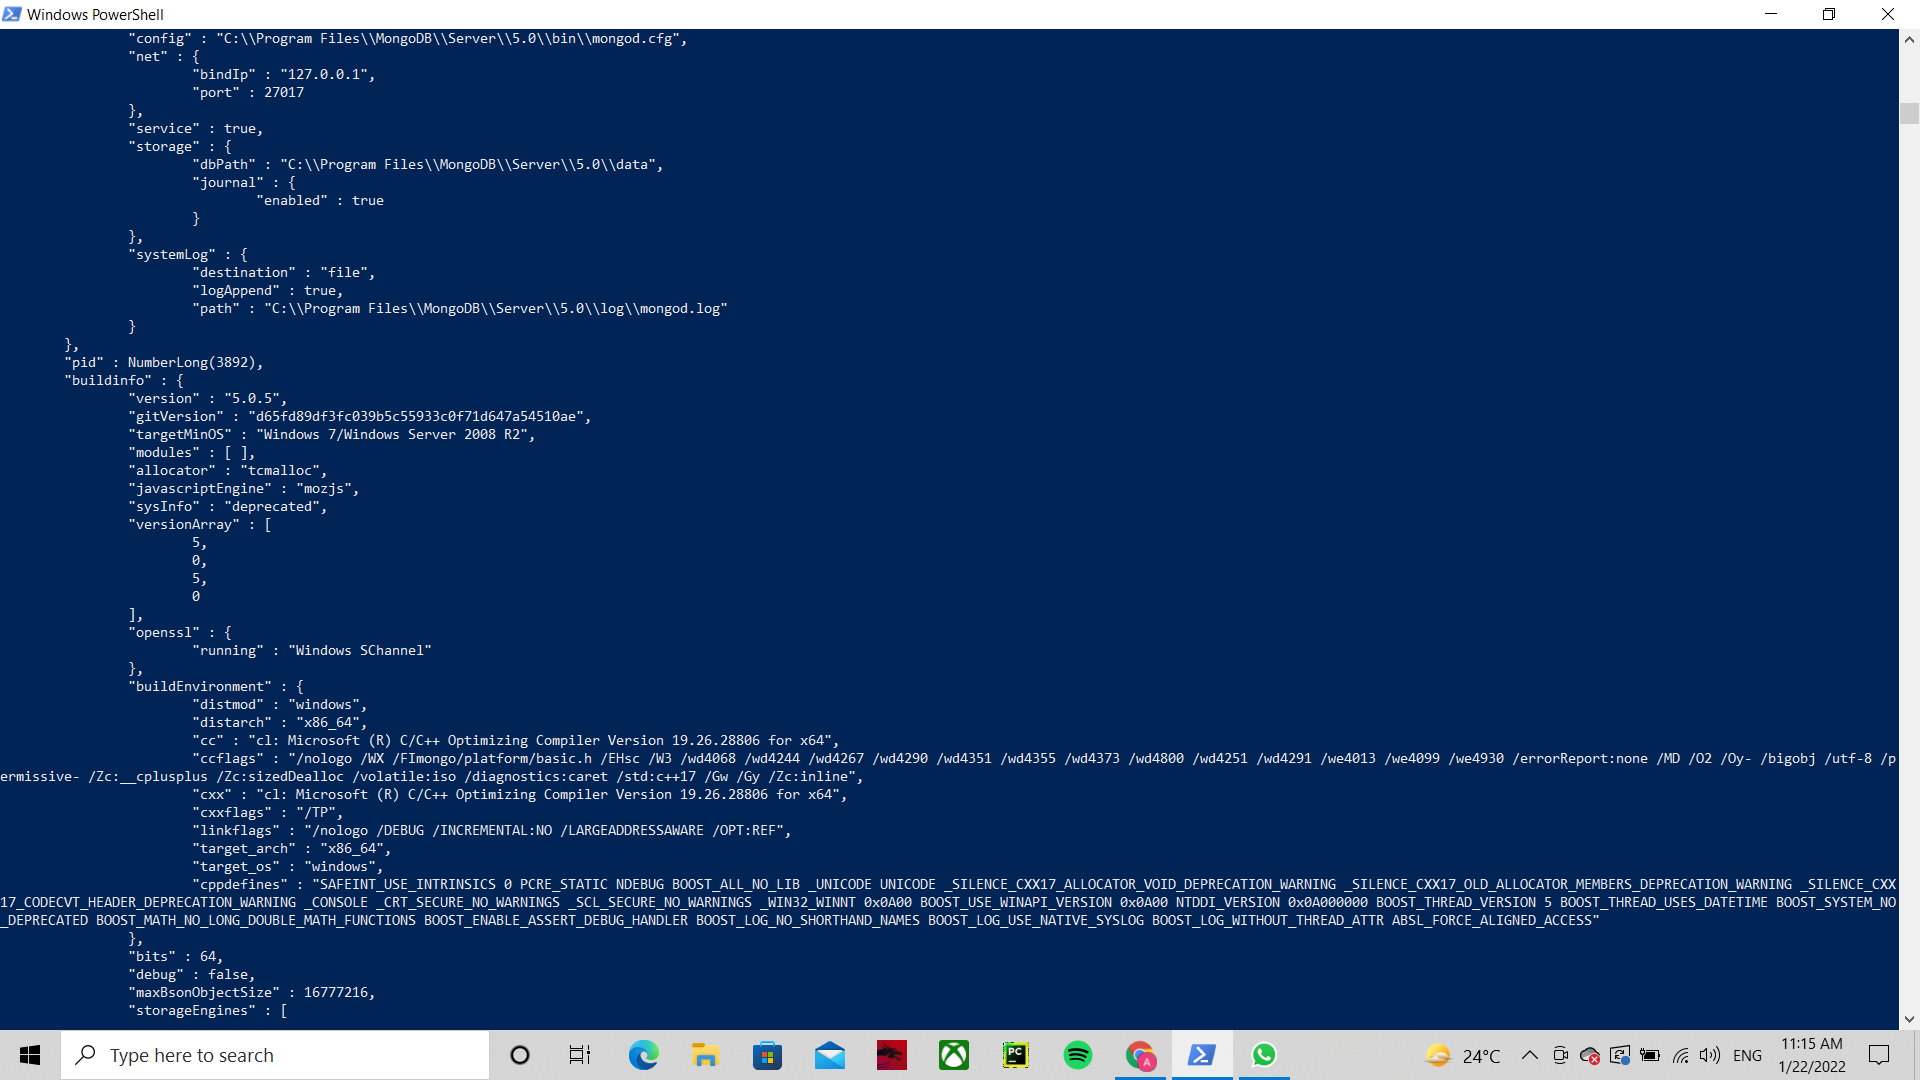 Windows PowerShell
"config" : "C:\\Program Files\\MongoDB\\Server\\5.0\\bin\\mongod.cfg",
"net" : {
"bindIp" : "127.0.0.1",
"port" : 27017
},
"service" : true,
"storage" : {
"dbPath" : "C:\\Program Files\\MongoDB\\Server\\5.0\\data",
"journal" : {
"enabled" : true
}
},
"systemLog" : {
"destination" : "file",
"logAppend" : true,
"path" : "C:\\Program Files\\MongoDB\\Server\\5.0\\log\\mongod.log"
}
},
"pid" : NumberLong(3892),
"buildinfo" : {
"version" : "5.0.5",
"gitVersion" : "d65fd89df3fc039b5c55933c0f71d647a54510ae",
"targetMinOS" : "Windows 7/Windows Server 2008 R2",
"modules" : [ ],
"allocator" : "tcmalloc",
"javascriptEngine" : "mozjs",
"sysInfo" : "deprecated",
"versionArray" : [
5,
0,
5,
0
],
"openssl" : {
"running" : "Windows SChannel"
},
"buildEnvironment" : {
"distmod" : "windows",
"distarch" : "x86_64",
"cc" : "cl: Microsoft (R) C/C++ Optimizing Compiler Version 19.26.28806 for x64",
"ccflags" : "/nologo /WX /FImongo/platform/basic.h /EHsc /W3 /wd4068 /wd4244 /wd4267 /wd4290 /wd4351 /wd4355 /wd4373 /wd4800 /wd4251 /wd4291 /we4013 /we4099 /we4930 /errorReport:none /MD /O2 /Oy- /bigobj /utf-8 /p
ermissive- /Zc:__cplusplus /Zc:sizedDealloc /volatile:iso /diagnostics:caret /std:c++17 /Gw /Gy /Zc:inline",
"cxx" : "cl: Microsoft (R) C/C++ Optimizing Compiler Version 19.26.28806 for x64",
"cxxflags" : "/TP",
"linkflags" : "/nologo /DEBUG /INCREMENTAL:NO /LARGEADDRESSAWARE /OPT:REF",
"target_arch" : "x86_64",
"target_os" : "windows",
"cppdefines" : "SAFEINT_USE_INTRINSICS 0 PCRE_STATIC NDEBUG BOOST_ALL_NO_LIB _UNICODE UNICODE _SILENCE_CXX17_ALLOCATOR_VOID_DEPRECATION_WARNING _SILENCE_CXX17_OLD_ALLOCATOR_MEMBERS_DEPRECATION_WARNING _SILENCE_CXX
17_CODECVT_HEADER_DEPRECATION_WARNING _CONSOLE _CRT_SECURE_NO_WARNINGS _SCL_SECURE_NO_WARNINGS _WIN32_WINNT 0x0A00 BOOST_USE_WINAPI_VERSION 0x0A00 NTDDI_VERSION 0x0A000000 BOOST_THREAD_VERSION 5 BOOST_THREAD_USES_DATETIME BOOST_SYSTEM_NO
_DEPRECATED BOOST_MATH_NO_LONG_DOUBLE_MATH_FUNCTIONS BOOST_ENABLE_ASSERT_DEBUG_HANDLER BOOST_LOG_NO_SHORTHAND_NAMES BOOST_LOG_USE_NATIVE_SYSLOG BOOST_LOG_WITHOUT_THREAD_ATTR ABSL_FORCE_ALIGNED_ACCESS"
},
"bits" : 64,
"debug" : false,
"maxBsonObjectSize" : 16777216,
"storageEngines" : [
Type here to search
PC
A
24°C
ENG
11:15 AM
1/22/2022